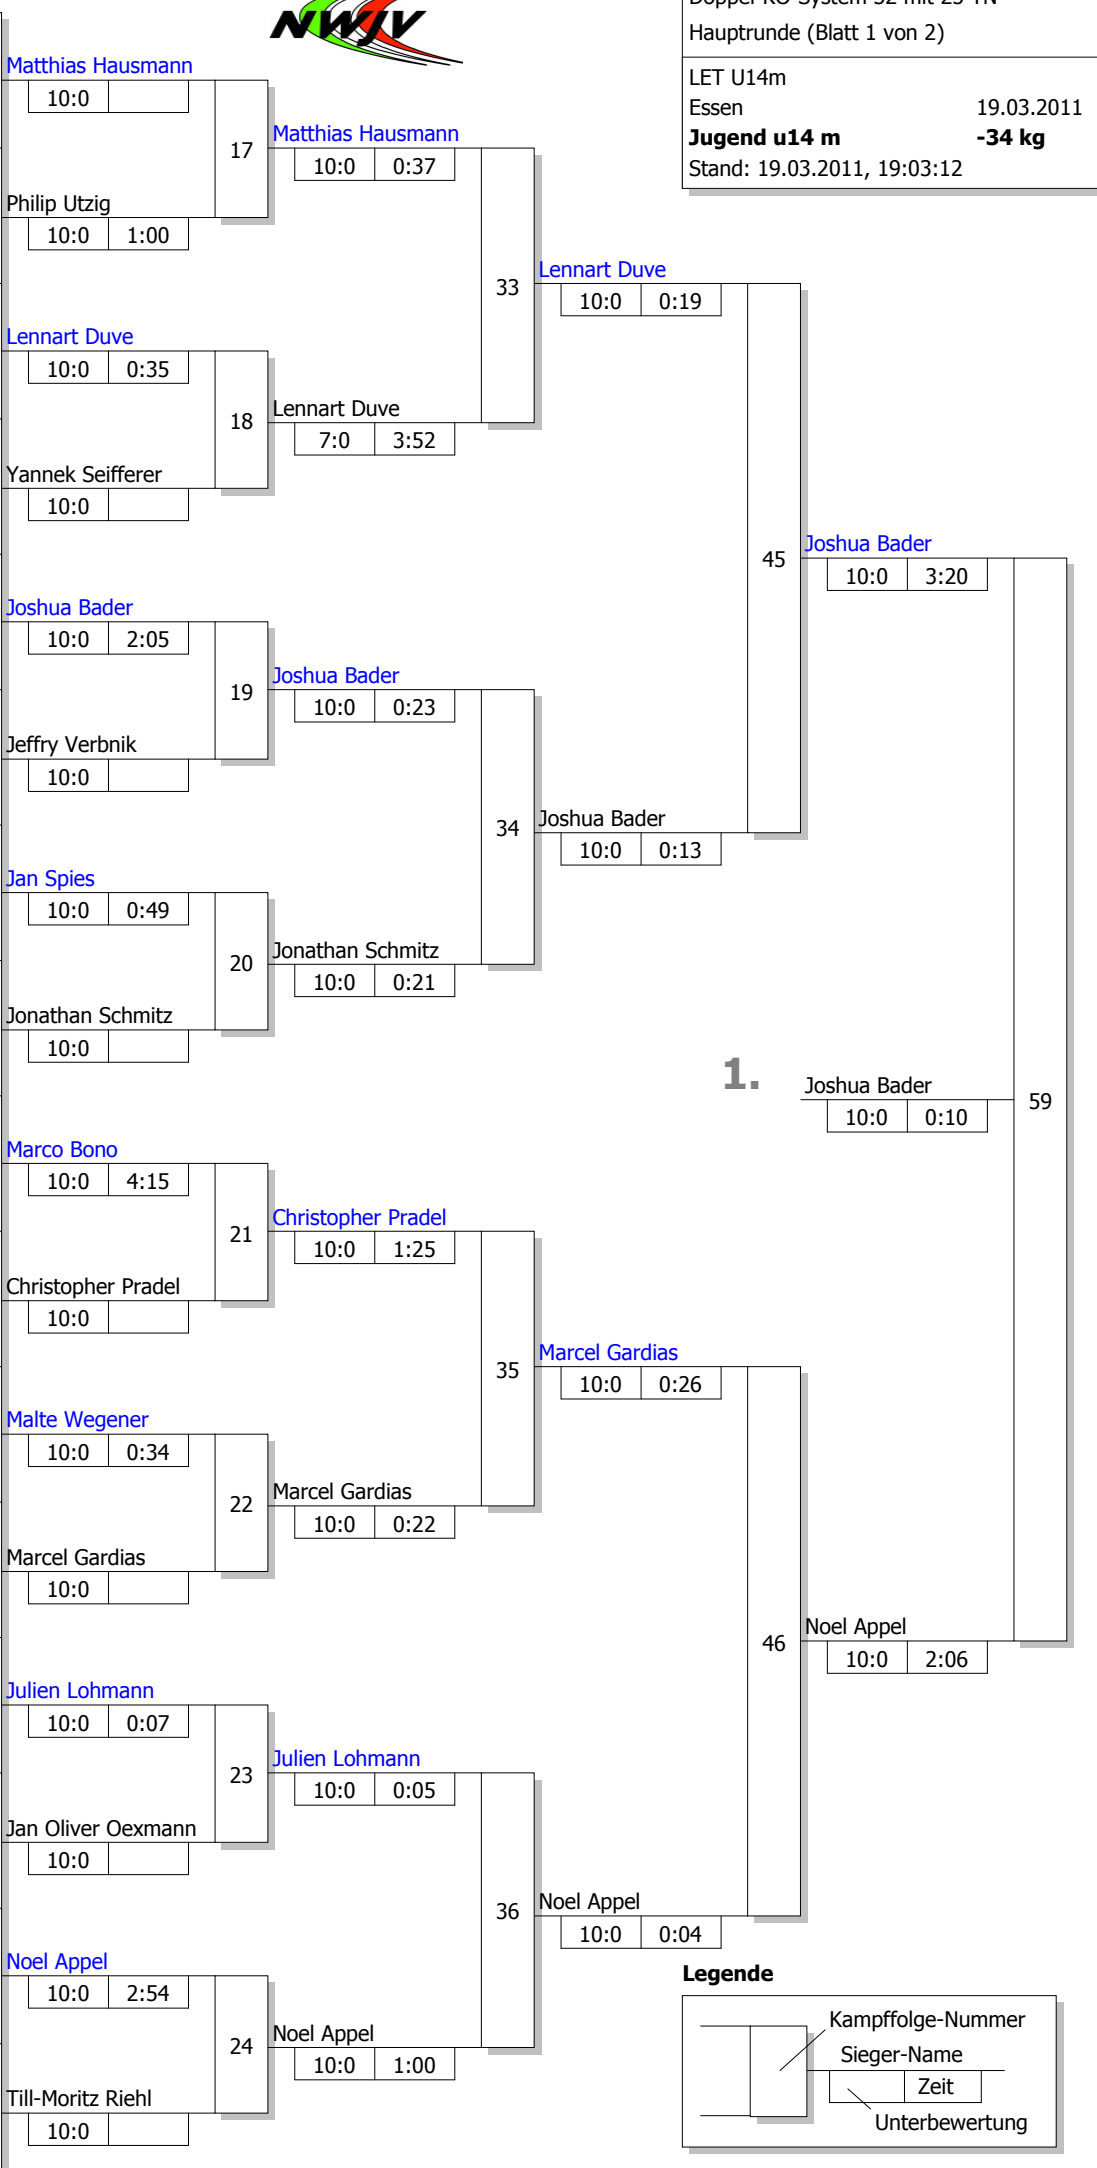 NWJV
Doppel-KO-System 32 mit 25 TN
Hauptrunde (Blatt 1 von 2)
LET U14m
Essen 19.03.2011
Jugend u14 m -34 kg
Stand: 19.03.2011, 19:03:12
Matthias Hausmann
10:0
17
Matthias Hausmann
10:0 0:37
Philip Utzig
10:0 1:00
33
Lennart Duve
10:0 0:19
Lennart Duve
10:0 0:35
18
Lennart Duve
7:0 3:52
Yannek Seifferer
10:0
45
Joshua Bader
10:0 3:20
Joshua Bader
10:0 2:05
19
Joshua Bader
10:0 0:23
Jeffry Verbnik
10:0
34
Joshua Bader
10:0 0:13
Jan Spies
10:0 0:49
20
Jonathan Schmitz
10:0 0:21
Jonathan Schmitz
10:0
1.
Joshua Bader
10:0 0:10
59
Marco Bono
10:0 4:15
21
Christopher Pradel
10:0 1:25
Christopher Pradel
10:0
35
Marcel Gardias
10:0 0:26
Malte Wegener
10:0 0:34
22
Marcel Gardias
10:0 0:22
Marcel Gardias
10:0
46
Noel Appel
10:0 2:06
Julien Lohmann
10:0 0:07
23
Julien Lohmann
10:0 0:05
Jan Oliver Oexmann
10:0
36
Noel Appel
10:0 0:04
Noel Appel
10:0 2:54
24
Noel Appel
10:0 1:00
Till-Moritz Riehl
10:0
Legende
Kampffolge-Nummer
Sieger-Name
Zeit
Unterbewertung